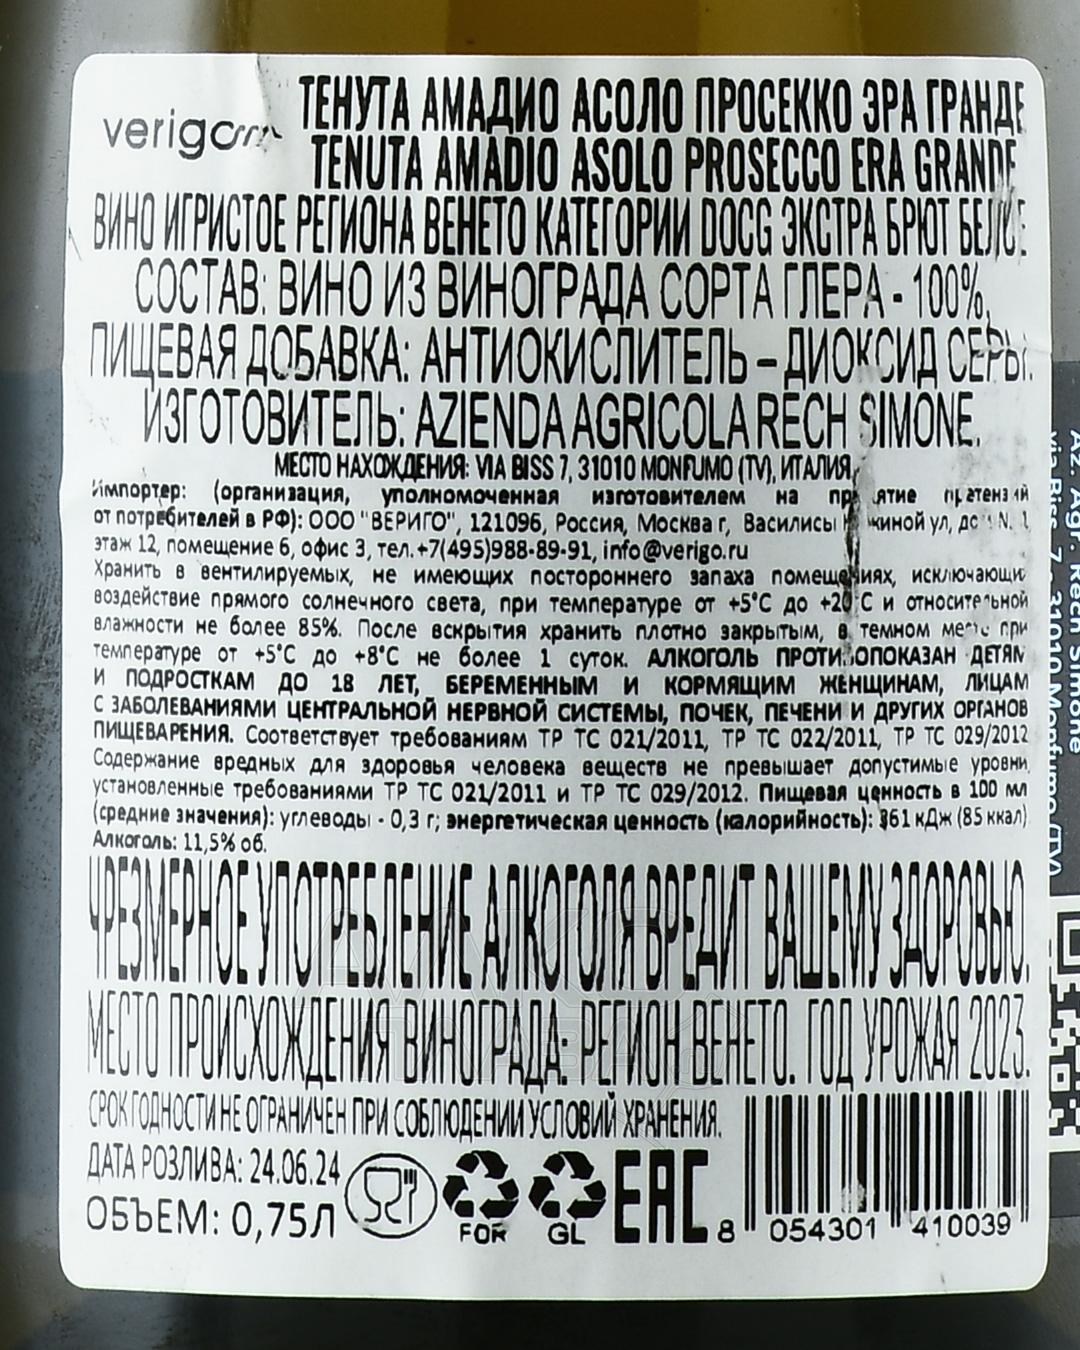 verigo
ТЕНУТА АМАДИО АСОЛО ПРОСЕККО ЭРА ГРАНДЕ
TENUTA AMADIO ASOLO PROSECCO ERA GRANDE
ВИНО ИГРИСТОЕ РЕГИОНА ВЕНЕТО КАТЕГОРИИ DOCG ЭКСТРА БРЮТ БЕЛОЕ
СОСТАВ: ВИНО ИЗ ВИНОГРАДА СОРТА ГЛЕРА - 100%,
ПИЩЕВАЯ ДОБАВКА: АНТИОКИСЛИТЕЛЬ – ДИОКСИД СЕРЫ.
ИЗГОТОВИТЕЛЬ: AZIENDA AGRICOLA RECH SIMONE.
МЕСТО НАХОЖДЕНИЯ: VIA BISS 7, 31010 MONFUMO (TV), ИТАЛИЯ,
Импортер: (организация, уполномоченная изготовителем на принятие претензий
от потребителей в РФ): ООО "ВЕРИГО", 121096, Россия, Москва г, Василисы ул,
этаж 12, помещение 6, офис 3, тел.+7(495)988-89-91, info@verigo.ru
Хранить в вентилируемых, не имеющих постороннего запаха помещениях, исключающих
воздействие прямого солнечного света, при температуре от +5°С до +20°С и относительной
влажности не более 85%. После вскрытия хранить плотно закрытым, в темном месте при
температуре от +5°С до +8°С не более 1 суток. АЛКОГОЛЬ ПРОТИВОПОКАЗАН ДЕТЯМ
И ПОДРОСТКАМ ДО 18 ЛЕТ, БЕРЕМЕННЫМ И КОРМЯЩИМ ЖЕНЩИНАМ, ЛИЦАМ
С ЗАБОЛЕВАНИЯМИ ЦЕНТРАЛЬНОЙ НЕРВНОЙ СИСТЕМЫ, ПОЧЕК, ПЕЧЕНИ И ДРУГИХ ОРГАНОВ
ПИЩЕВАРЕНИЯ. Соответствует требованиям ТР ТС 021/2011, ТР ТС 022/2011, ТР ТС 029/2012
Содержание вредных для здоровья человека веществ не превышает допустимые уровни,
установленные требованиями ТР ТС 021/2011 и ТР ТС 029/2012. Пищевая ценность в 100 мл
(средние значения): углеводы - 0,3 г; энергетическая ценность (калорийность): 361 кДж (85 ккал)
Алкоголь: 11,5% об.
ЧРЕЗМЕРНОЕ УПОТРЕБЛЕНИЕ АЛКОГОЛЯ ВРЕДИТ ВАШЕМУ ЗДОРОВЬЮ.
МЕСТО ПРОИСХОЖДЕНИЯ ВИНОГРАДА: РЕГИОН ВЕНЕТО. ГОД УРОЖАЯ 2023.
СРОК ГОДНОСТИ НЕ ОГРАНИЧЕН ПРИ СОБЛЮДЕНИИ УСЛОВИЙ ХРАНЕНИЯ.
ДАТА РОЗЛИВА: 24.06.24
ОБЪЕМ: 0,75Л
FOR
GL
EAC
8 054301 410039
Az. Agr. Rech Simone
via Biss, 7 - 31010 Monfumo (TV)